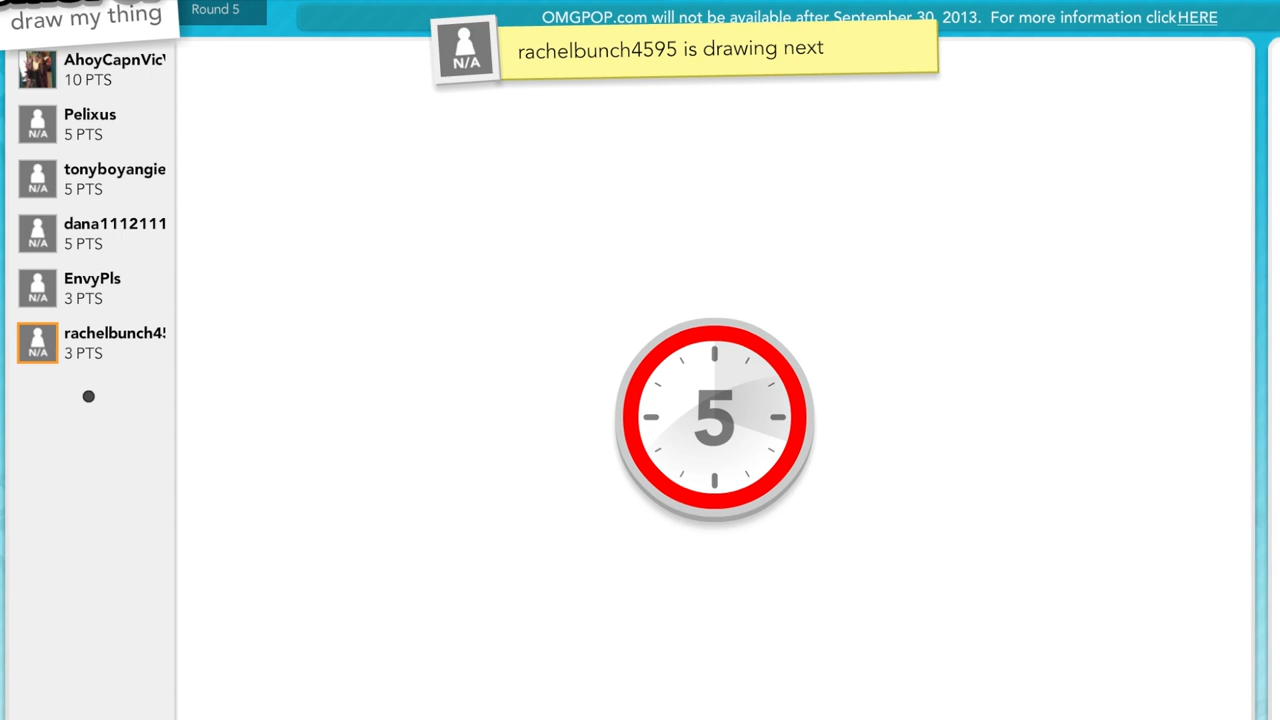 draw my thing
Round 5
OMGPOP.com will not be available after September 30, 2013. For more information click HERE
N/A
rachelbunch4595 is drawing next
AhoyCapnVic
10 PTS
N/A
Pelixus
5 PTS
N/A
tonyboyangie
5 PTS
N/A
dana1112111
5 PTS
N/A
EnvyPls
3 PTS
N/A
rachelbunch45
3 PTS
5